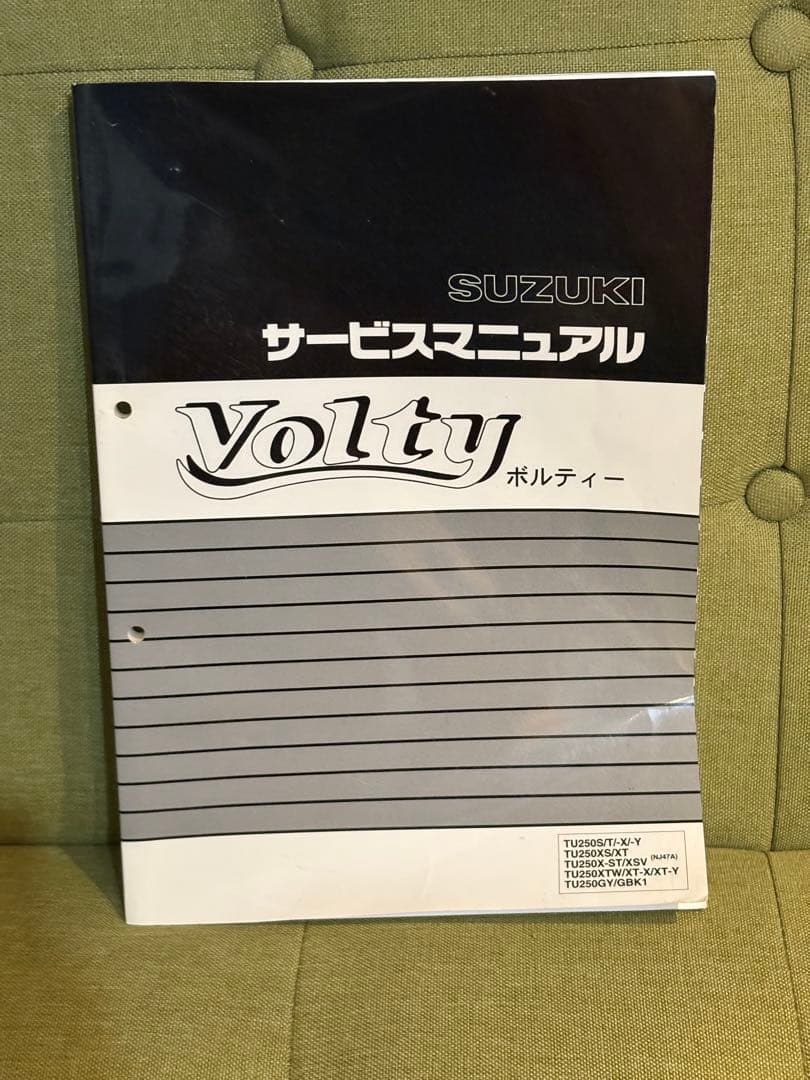 SUZUKI
サービスマニュアル
Volty
ボルティー
TU250S/T/-X/-Y
TU250XS/XT
TU250X-ST/XSV (NJ47A)
TU250XTW/XT-X/XT-Y
TU250GY/GBK1